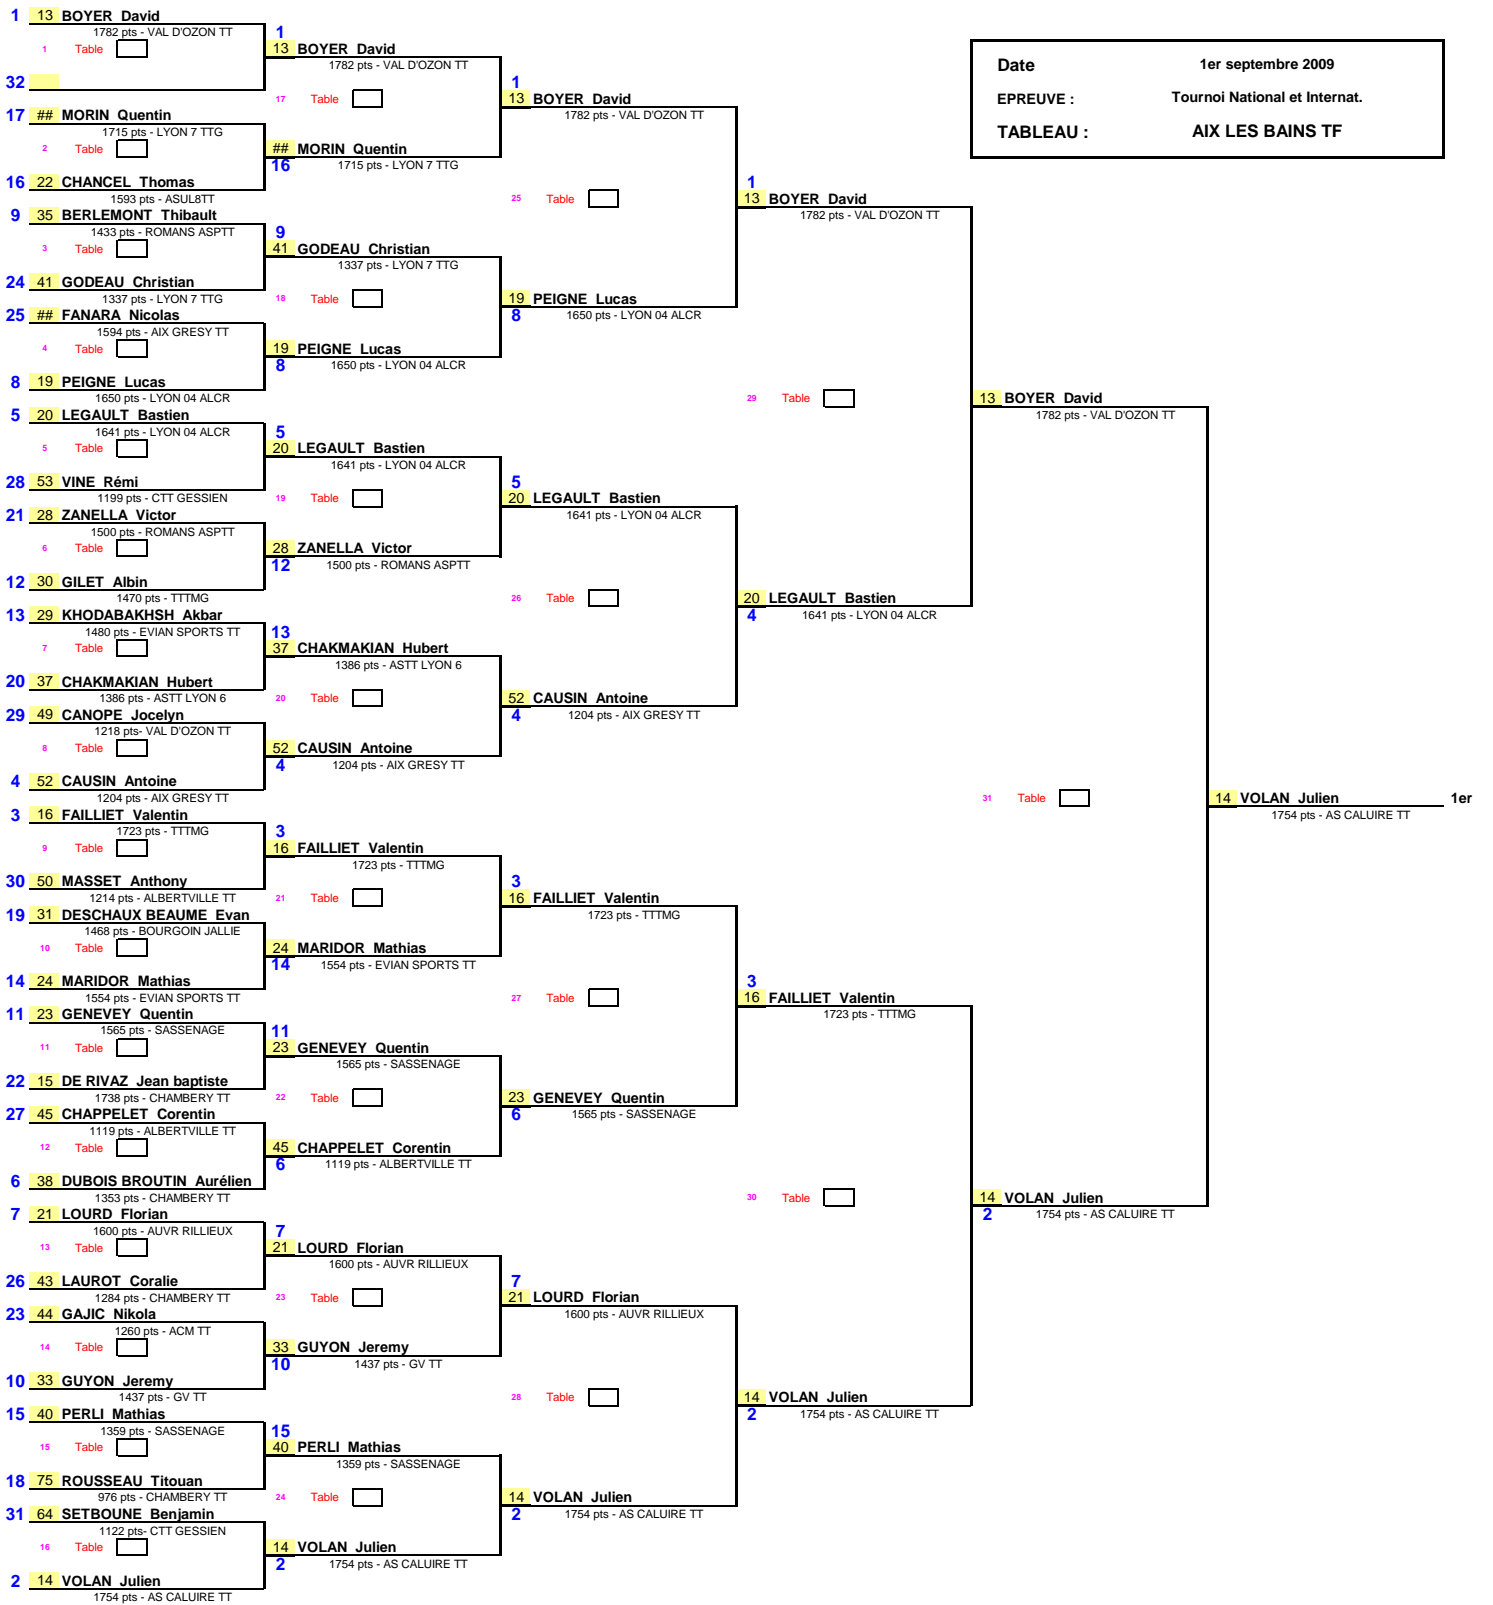 Date 1er septembre 2009
EPREUVE : Tournoi National et Internat.
TABLEAU : AIX LES BAINS TF
1 13 BOYER David
1782 pts - VAL D'OZON TT
1 Table
32
17 ## MORIN Quentin
1715 pts - LYON 7 TTG
2 Table
16 22 CHANCEL Thomas
1593 pts - ASUL8TT
9 35 BERLEMONT Thibault
1433 pts - ROMANS ASPTT
3 Table
24 41 GODEAU Christian
1337 pts - LYON 7 TTG
25 ## FANARA Nicolas
1594 pts - AIX GRESY TT
4 Table
8 19 PEIGNE Lucas
1650 pts - LYON 04 ALCR
5 20 LEGAULT Bastien
1641 pts - LYON 04 ALCR
5 Table
28 53 VINE Rémi
1199 pts - CTT GESSIEN
21 28 ZANELLA Victor
1500 pts - ROMANS ASPTT
6 Table
12 30 GILET Albin
1470 pts - TTTMG
13 29 KHODABAKHSH Akbar
1480 pts - EVIAN SPORTS TT
7 Table
20 37 CHAKMAKIAN Hubert
1386 pts - ASTT LYON 6
29 49 CANOPE Jocelyn
1218 pts- VAL D'OZON TT
8 Table
4 52 CAUSIN Antoine
1204 pts - AIX GRESY TT
3 16 FAILLIET Valentin
1723 pts - TTTMG
9 Table
30 50 MASSET Anthony
1214 pts - ALBERTVILLE TT
19 31 DESCHAUX BEAUME Evan
1468 pts - BOURGOIN JALLIE
10 Table
14 24 MARIDOR Mathias
1554 pts - EVIAN SPORTS TT
11 23 GENEVEY Quentin
1565 pts - SASSENAGE
11 Table
22 15 DE RIVAZ Jean baptiste
1738 pts - CHAMBERY TT
27 45 CHAPPELET Corentin
1119 pts - ALBERTVILLE TT
12 Table
6 38 DUBOIS BROUTIN Aurélien
1353 pts - CHAMBERY TT
7 21 LOURD Florian
1600 pts - AUVR RILLIEUX
13 Table
26 43 LAUROT Coralie
1284 pts - CHAMBERY TT
23 44 GAJIC Nikola
1260 pts - ACM TT
14 Table
10 33 GUYON Jeremy
1437 pts - GV TT
15 40 PERLI Mathias
1359 pts - SASSENAGE
15 Table
18 75 ROUSSEAU Titouan
976 pts - CHAMBERY TT
31 64 SETBOUNE Benjamin
1122 pts- CTT GESSIEN
16 Table
2 14 VOLAN Julien
1754 pts - AS CALUIRE TT
1
13 BOYER David
1782 pts - VAL D'OZON TT
17 Table
## MORIN Quentin
16 1715 pts - LYON 7 TTG
9
41 GODEAU Christian
1337 pts - LYON 7 TTG
18 Table
19 PEIGNE Lucas
8 1650 pts - LYON 04 ALCR
5
20 LEGAULT Bastien
1641 pts - LYON 04 ALCR
19 Table
28 ZANELLA Victor
12 1500 pts - ROMANS ASPTT
13
37 CHAKMAKIAN Hubert
1386 pts - ASTT LYON 6
20 Table
52 CAUSIN Antoine
4 1204 pts - AIX GRESY TT
3
16 FAILLIET Valentin
1723 pts - TTTMG
21 Table
24 MARIDOR Mathias
14 1554 pts - EVIAN SPORTS TT
11
23 GENEVEY Quentin
1565 pts - SASSENAGE
22 Table
45 CHAPPELET Corentin
6 1119 pts - ALBERTVILLE TT
7
21 LOURD Florian
1600 pts - AUVR RILLIEUX
23 Table
33 GUYON Jeremy
10 1437 pts - GV TT
15
40 PERLI Mathias
1359 pts - SASSENAGE
24 Table
14 VOLAN Julien
2 1754 pts - AS CALUIRE TT
1
13 BOYER David
1782 pts - VAL D'OZON TT
25 Table
19 PEIGNE Lucas
8 1650 pts - LYON 04 ALCR
5
20 LEGAULT Bastien
1641 pts - LYON 04 ALCR
26 Table
52 CAUSIN Antoine
4 1204 pts - AIX GRESY TT
3
16 FAILLIET Valentin
1723 pts - TTTMG
27 Table
23 GENEVEY Quentin
6 1565 pts - SASSENAGE
7
21 LOURD Florian
1600 pts - AUVR RILLIEUX
28 Table
14 VOLAN Julien
2 1754 pts - AS CALUIRE TT
1
13 BOYER David
1782 pts - VAL D'OZON TT
29 Table
20 LEGAULT Bastien
4 1641 pts - LYON 04 ALCR
3
16 FAILLIET Valentin
1723 pts - TTTMG
30 Table
14 VOLAN Julien
2 1754 pts - AS CALUIRE TT
13 BOYER David
1782 pts - VAL D'OZON TT
31 Table
14 VOLAN Julien
2 1754 pts - AS CALUIRE TT
14 VOLAN Julien 1er
1754 pts - AS CALUIRE TT